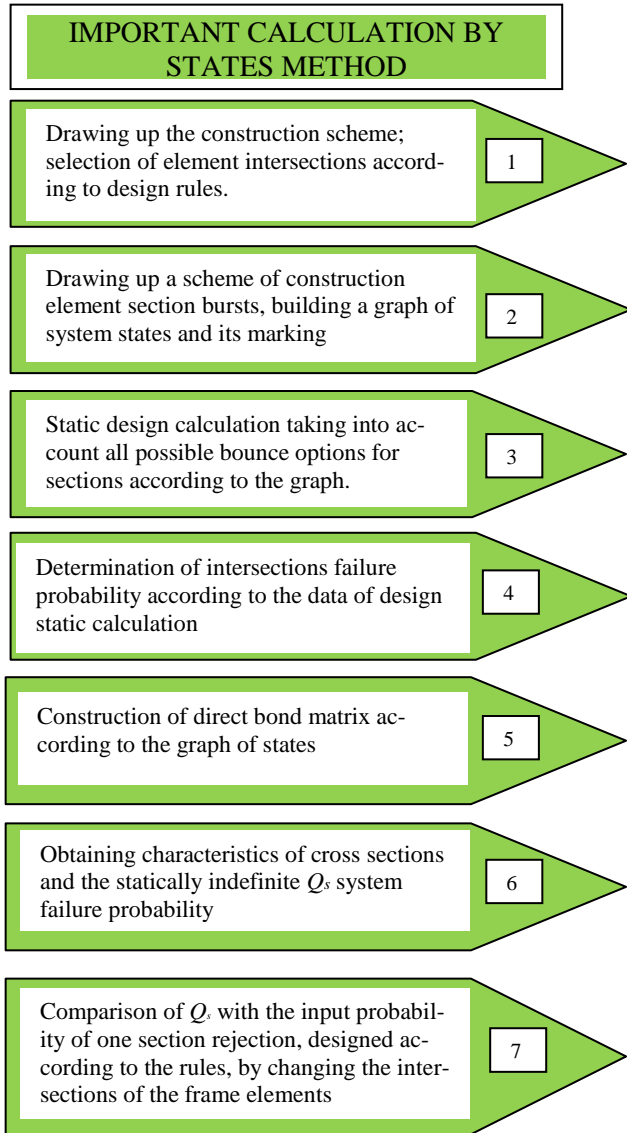 IMPORTANT CALCULATION BY
STATES METHOD
Drawing up the construction scheme;
selection of element intersections accord-
ing to design rules.
1
Drawing up a scheme of construction
element section bursts, building a graph of
system states and its marking
2
Static design calculation taking into ac-
count all possible bounce options for
sections according to the graph.
3
Determination of intersections failure
probability according to the data of design
static calculation
4
Construction of direct bond matrix ac-
cording to the graph of states
5
Obtaining characteristics of cross sections
and the statically indefinite Qs system
failure probability
6
Comparison of Qs with the input probabil-
ity of one section rejection, designed ac-
cording to the rules, by changing the inter-
sections of the frame elements
7